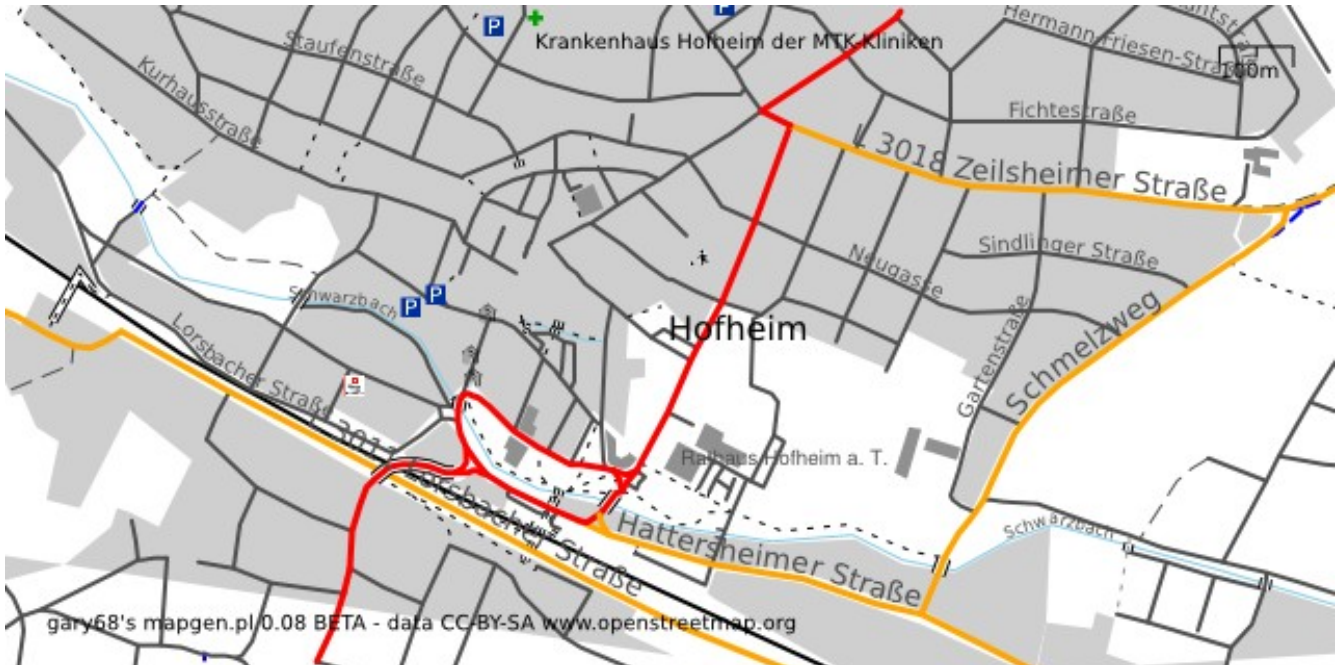 P
P
Krankenhaus Hofheim der MTK-Kliniken
Hermann-Friesen-Straße
100m
Staufenstraße
Kurhausstraße
Fichtestraße
L 3018 Zeilsheimer Straße
Sindlinger Straße
Neugasse
Schwarzbach
P
P
Hofheim
Lorsbacher Straße
Gartenstraße
Schmelzweg
Rathaus Hofheim a. T.
Lorsbacher Straße
Hattersheimer Straße
Schwarzbach
gary68's mapgen.pl 0.08 BETA - data CC-BY-SA www.openstreetmap.org